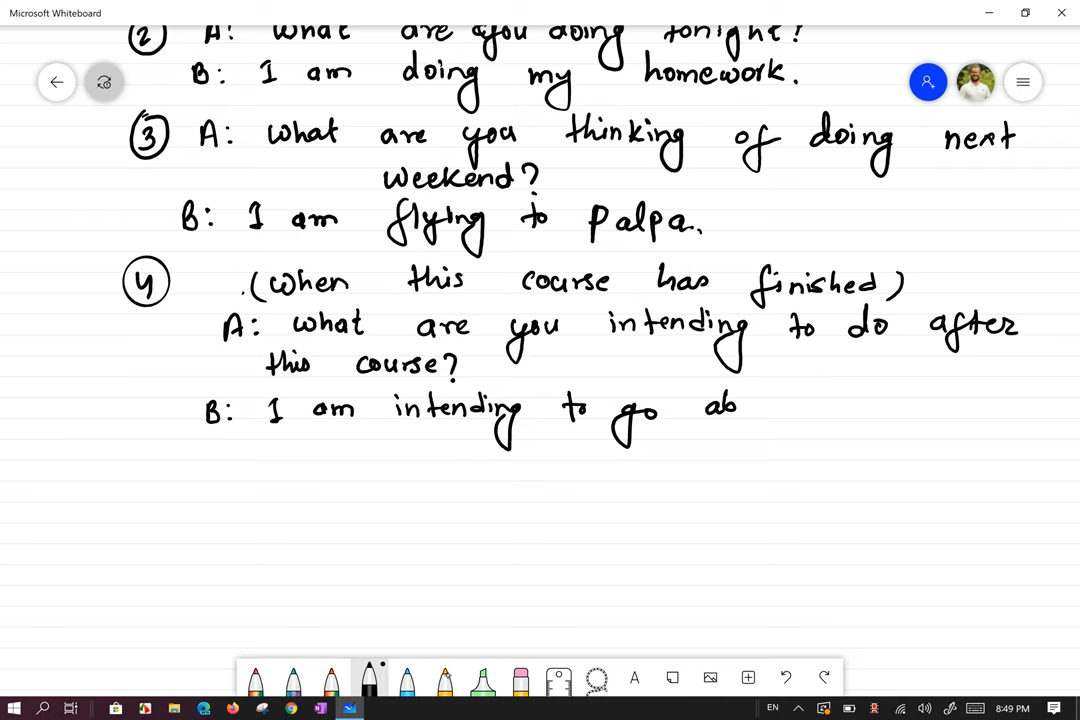 Microsoft Whiteboard
(2) A: What are you doing tonight?
B: I am doing my homework.
(3) A: What are you thinking of doing next
weekend?
B: I am flying to Palpa.
(4) (When this course has finished)
A: What are you intending to do after
this course?
B: I am intending to go ab
A
EN
8:49 PM